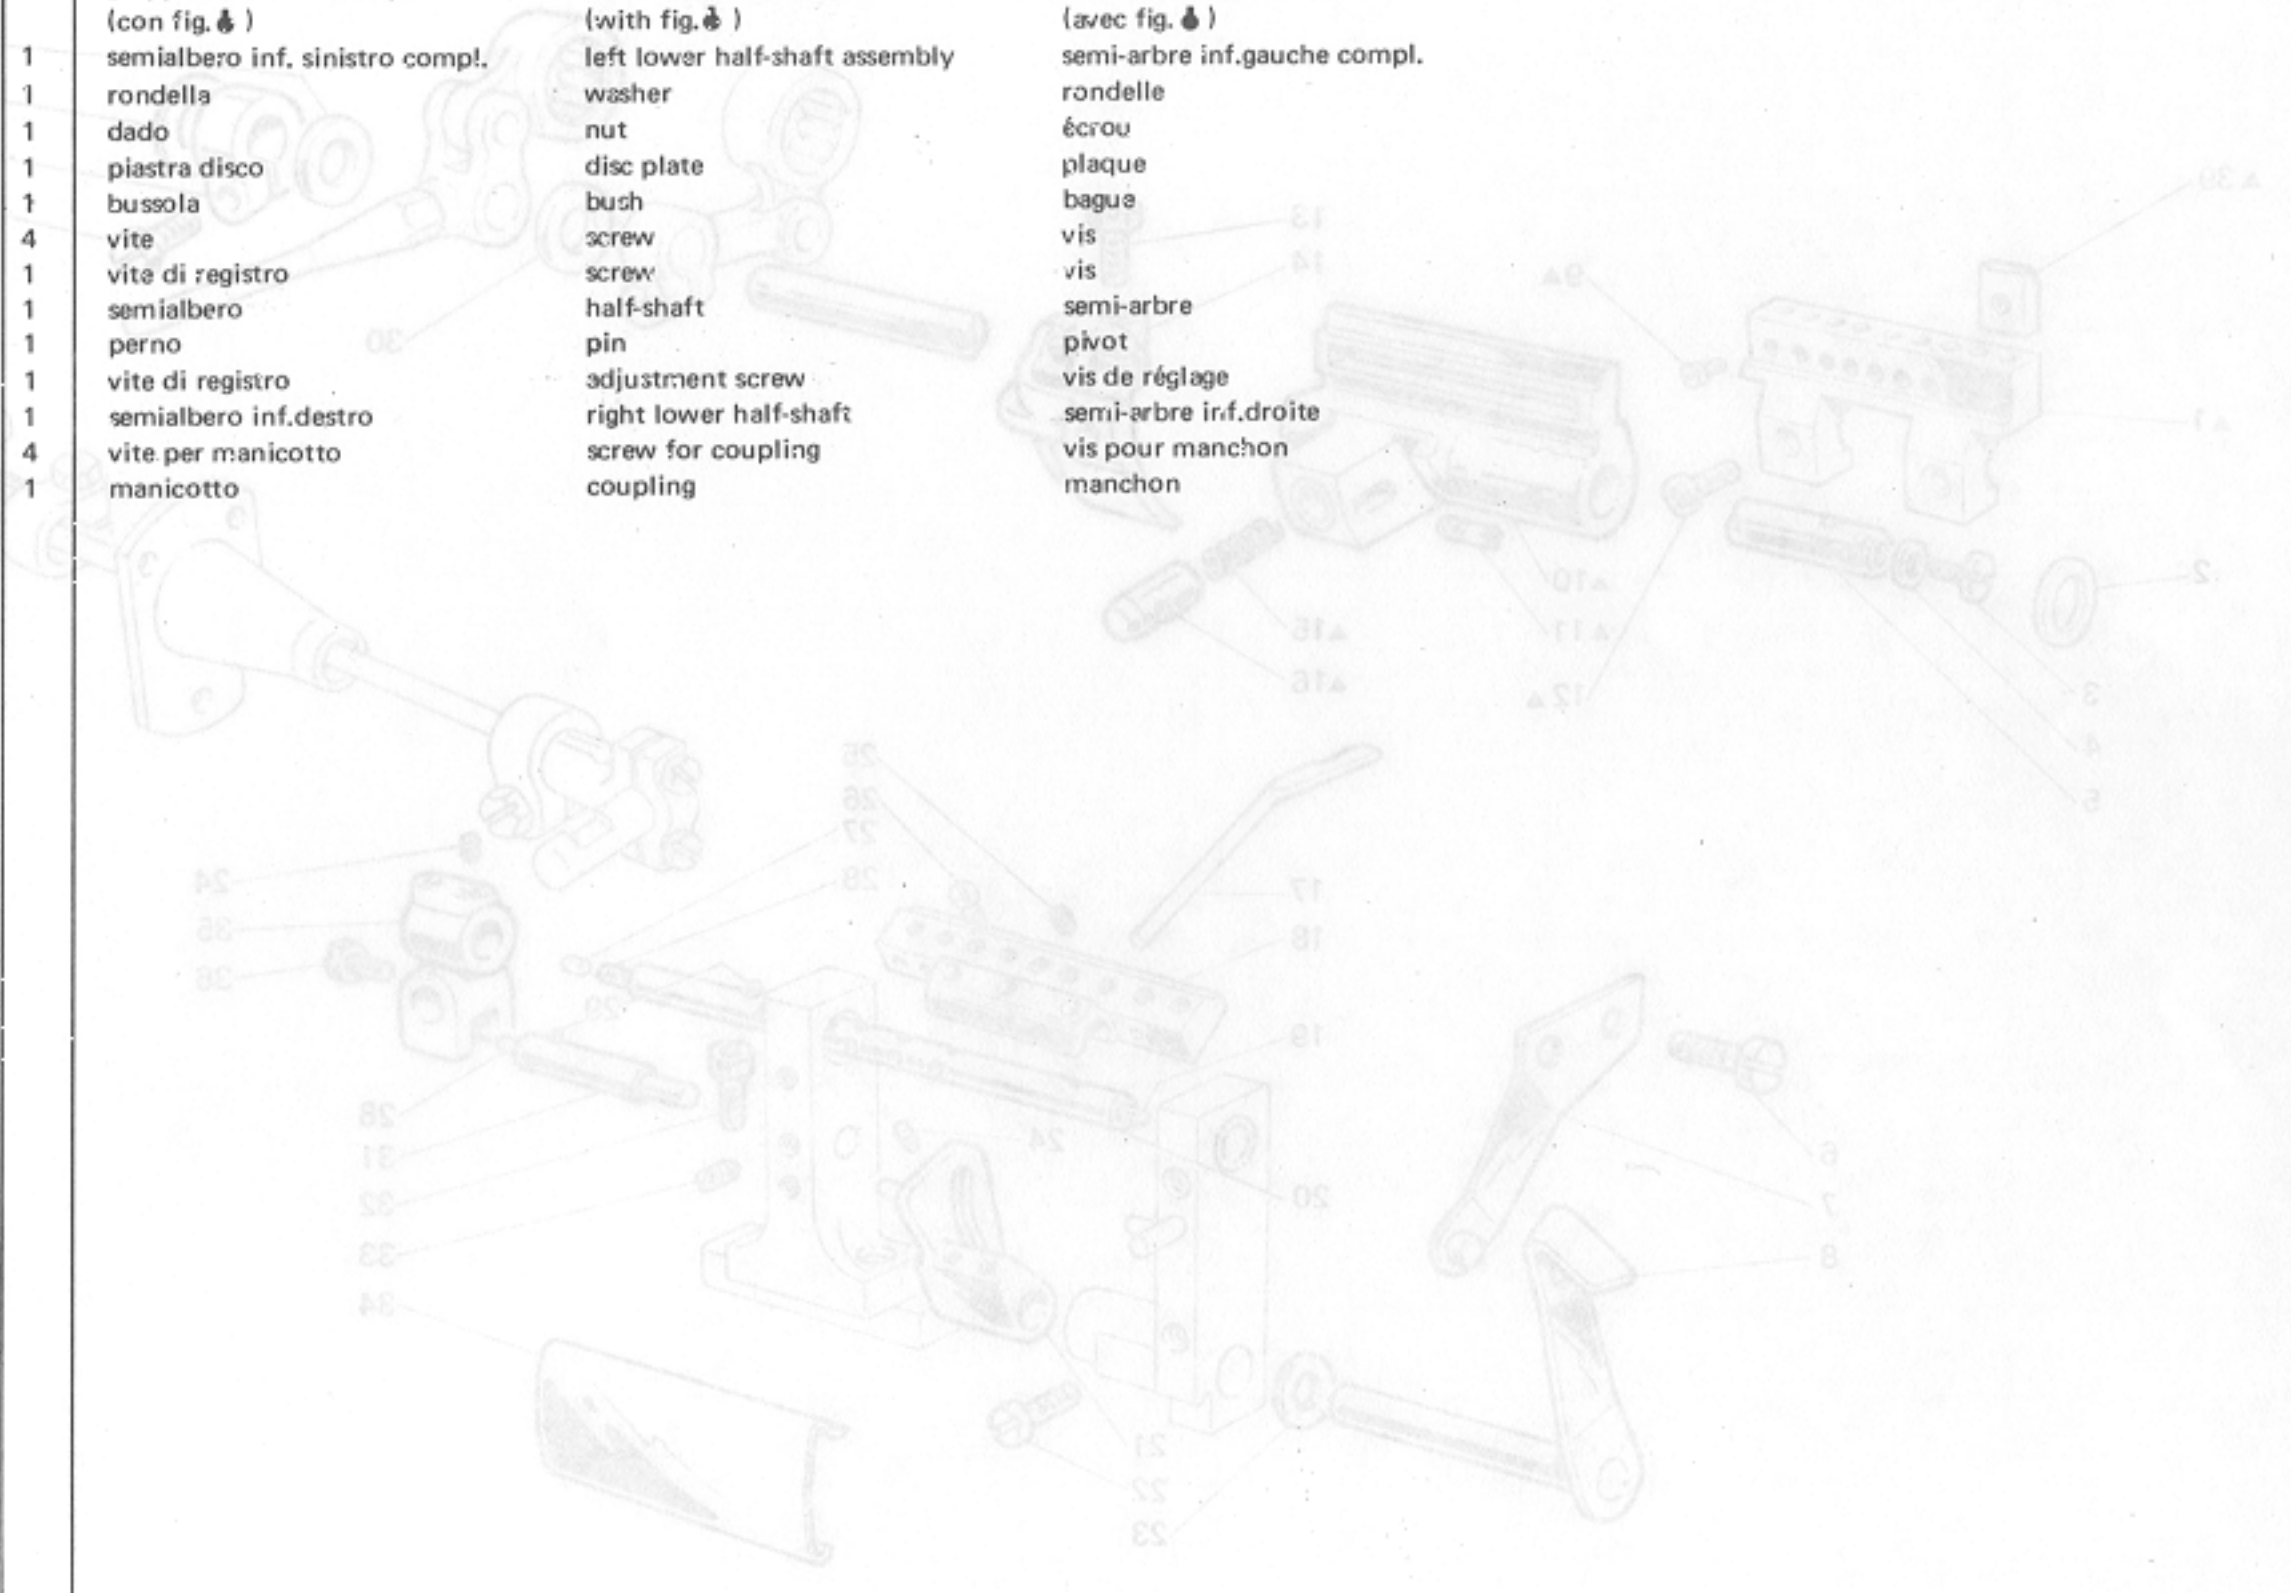 (con fig. ) (with fig. ) (avec fig. )
1 semialbero inf. sinistro compl. left lower half-shaft assembly semi-arbre inf.gauche compl.
1 rondella washer rondelle
1 dado nut écrou
1 piastra disco disc plate plaque
1 bussola bush bague
4 vite screw vis
1 vite di registro screw vis
1 semialbero half-shaft semi-arbre
1 perno pin pivot
1 vite di registro adjustment screw vis de réglage
1 semialbero inf.destro right lower half-shaft semi-arbre inf.droite
4 vite per manicotto screw for coupling vis pour manchon
1 manicotto coupling manchon